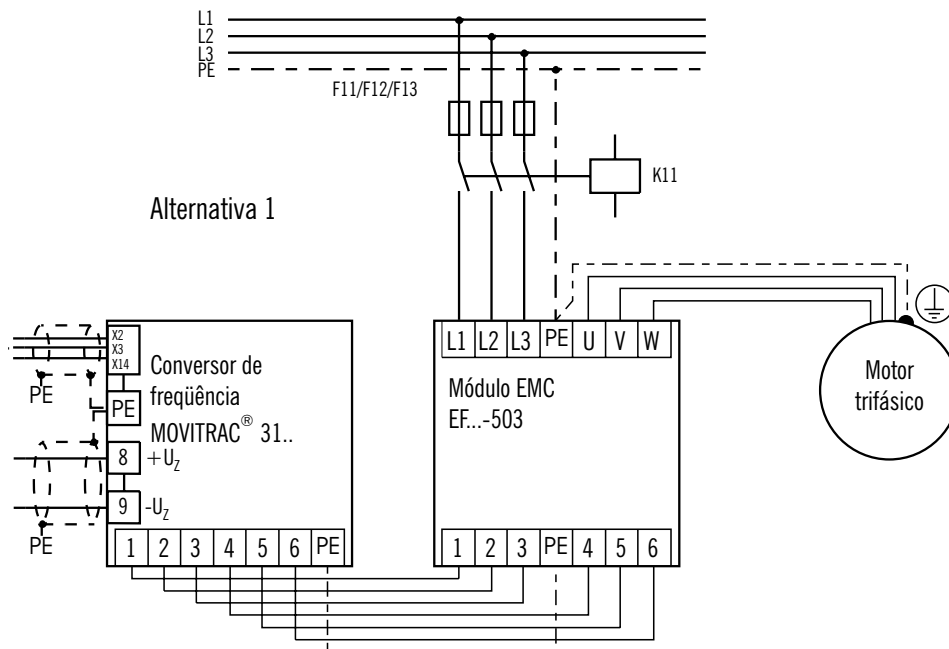 L1
L2
L3
PE
F11/F12/F13
K11
Alternativa 1
X2
X3
X14
PE
PE
Conversor de
freqüência
MOVITRAC® 31..
8 +UZ
9 -UZ
PE
1 2 3 4 5 6 PE
L1 L2 L3 PE U V W
Módulo EMC
EF...-503
1 2 3 PE 4 5 6
Motor
trifásico